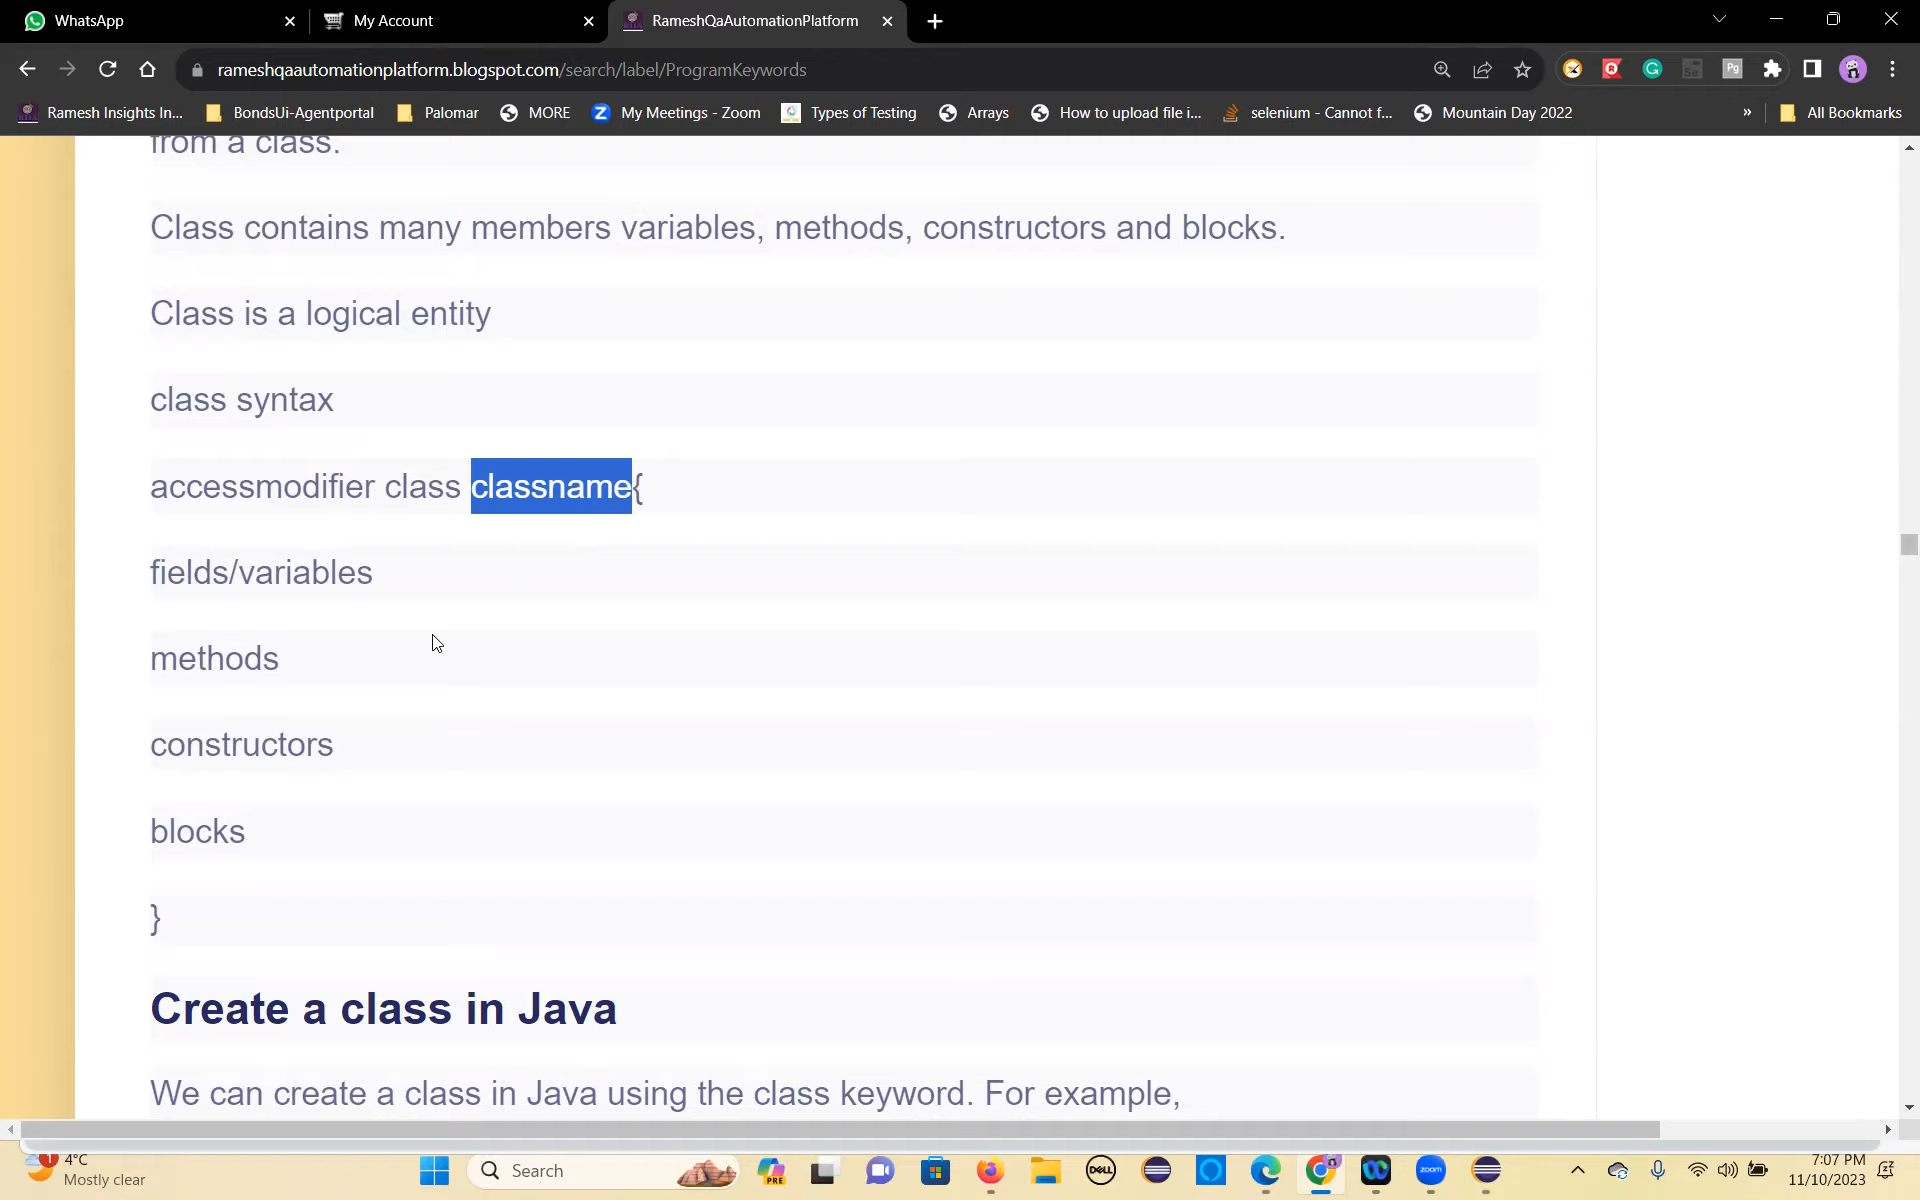 WhatsApp
My Account
RameshQaAutomationPlatform
rameshqaautomationplatform.blogspot.com/search/label/ProgramKeywords
Ramesh Insights In... BondsUi-Agentportal Palomar MORE My Meetings - Zoom Types of Testing Arrays How to upload file i... selenium - Cannot f... Mountain Day 2022 » All Bookmarks
from a class.
Class contains many members variables, methods, constructors and blocks.
Class is a logical entity
class syntax
accessmodifier class classname{
fields/variables
methods
constructors
blocks
}
Create a class in Java
We can create a class in Java using the class keyword. For example,
1
4°C
Mostly clear
Search
PRE
DELL
zoom
7:07 PM
11/10/2023